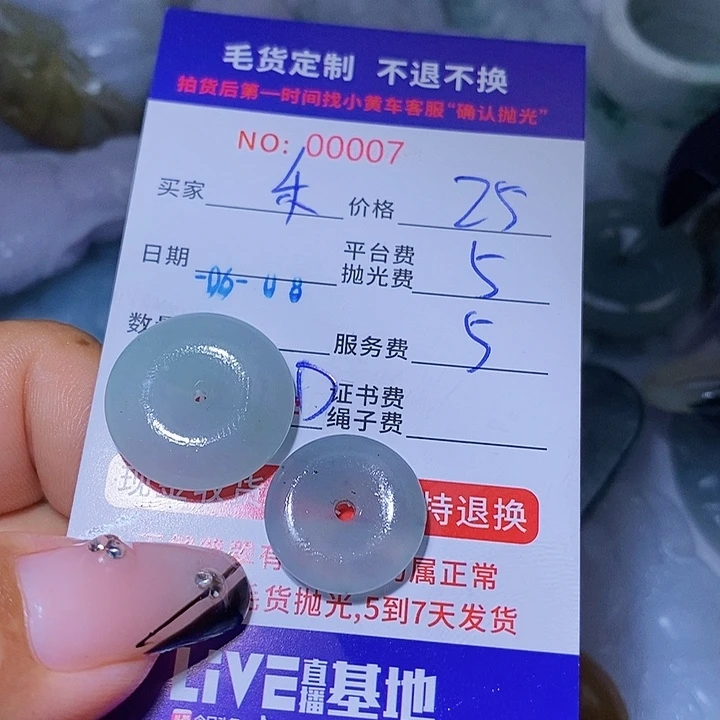 毛货定制 不退不换
拍货后第一时间找小黄车客服“确认抛光”
NO: 00007
买家 朱 价格 25
日期 -06- 08 平台费 抛光费 5
服务费 5
D 证书费
绳子费
持退换
属正常
毛货抛光,5到7天发货
LIVE直播基地